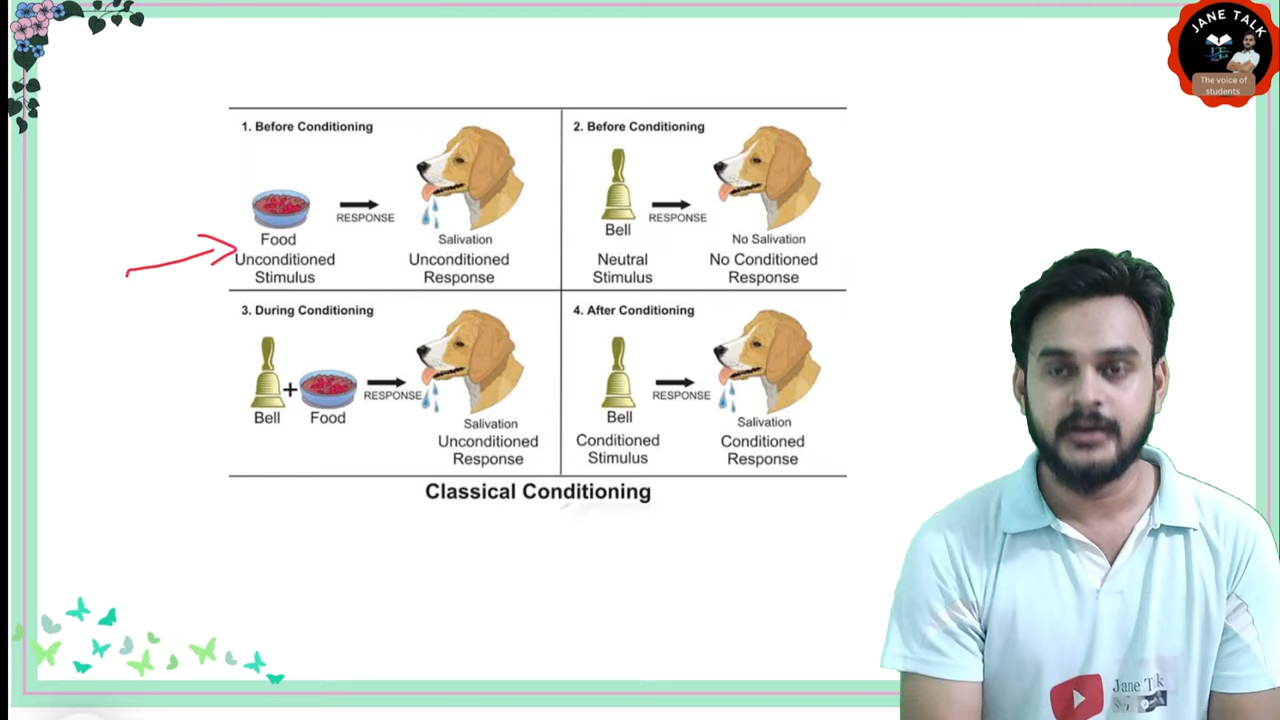 JANE TALK
The voice of
students
1. Before Conditioning
RESPONSE
Food
Salivation
Unconditioned
Stimulus
Unconditioned
Response
2. Before Conditioning
Bell
RESPONSE
No Salivation
Neutral
Stimulus
No Conditioned
Response
3. During Conditioning
+
RESPONSE
Bell
Food
Salivation
Unconditioned
Response
4. After Conditioning
RESPONSE
Bell
Salivation
Conditioned
Stimulus
Conditioned
Response
Classical Conditioning
Jane T k